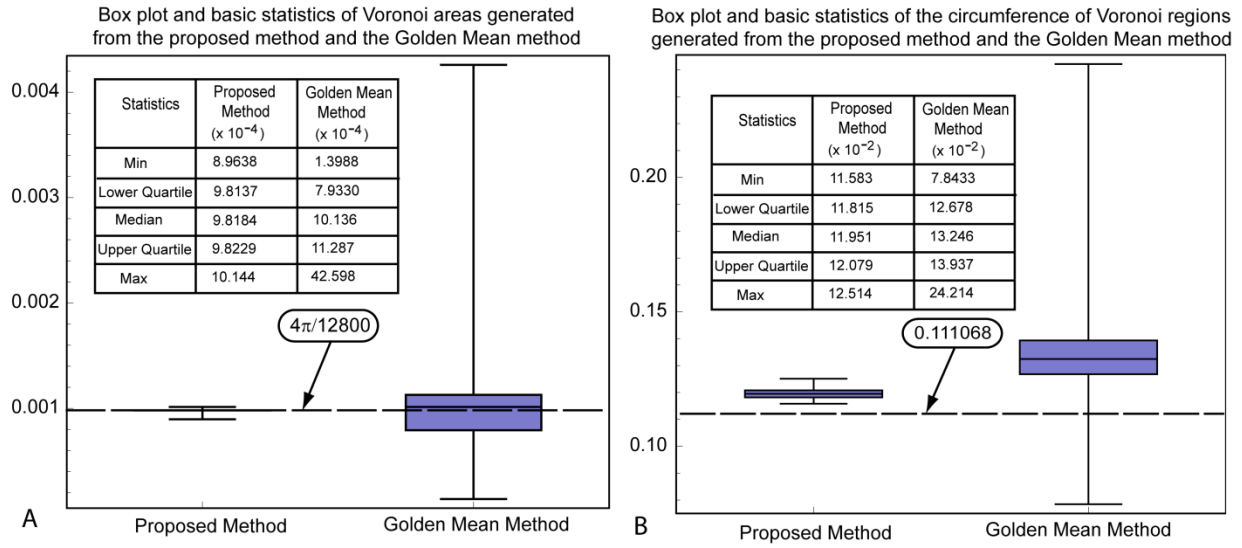 Box plot and basic statistics of Voronoi areas generated
from the proposed method and the Golden Mean method
0.004
0.003
0.002
0.001
Statistics
Proposed
Method
(x 10⁻⁴)
Golden Mean
Method
(x 10⁻⁴)
Min 8.9638 1.3988
Lower Quartile 9.8137 7.9330
Median 9.8184 10.136
Upper Quartile 9.8229 11.287
Max 10.144 42.598
4π/12800
A
Proposed Method
Golden Mean Method
Box plot and basic statistics of the circumference of Voronoi regions
generated from the proposed method and the Golden Mean method
0.20
0.15
0.10
Statistics
Proposed
Method
(x 10⁻²)
Golden Mean
Method
(x 10⁻²)
Min 11.583 7.8433
Lower Quartile 11.815 12.678
Median 11.951 13.246
Upper Quartile 12.079 13.937
Max 12.514 24.214
0.111068
B
Proposed Method
Golden Mean Method